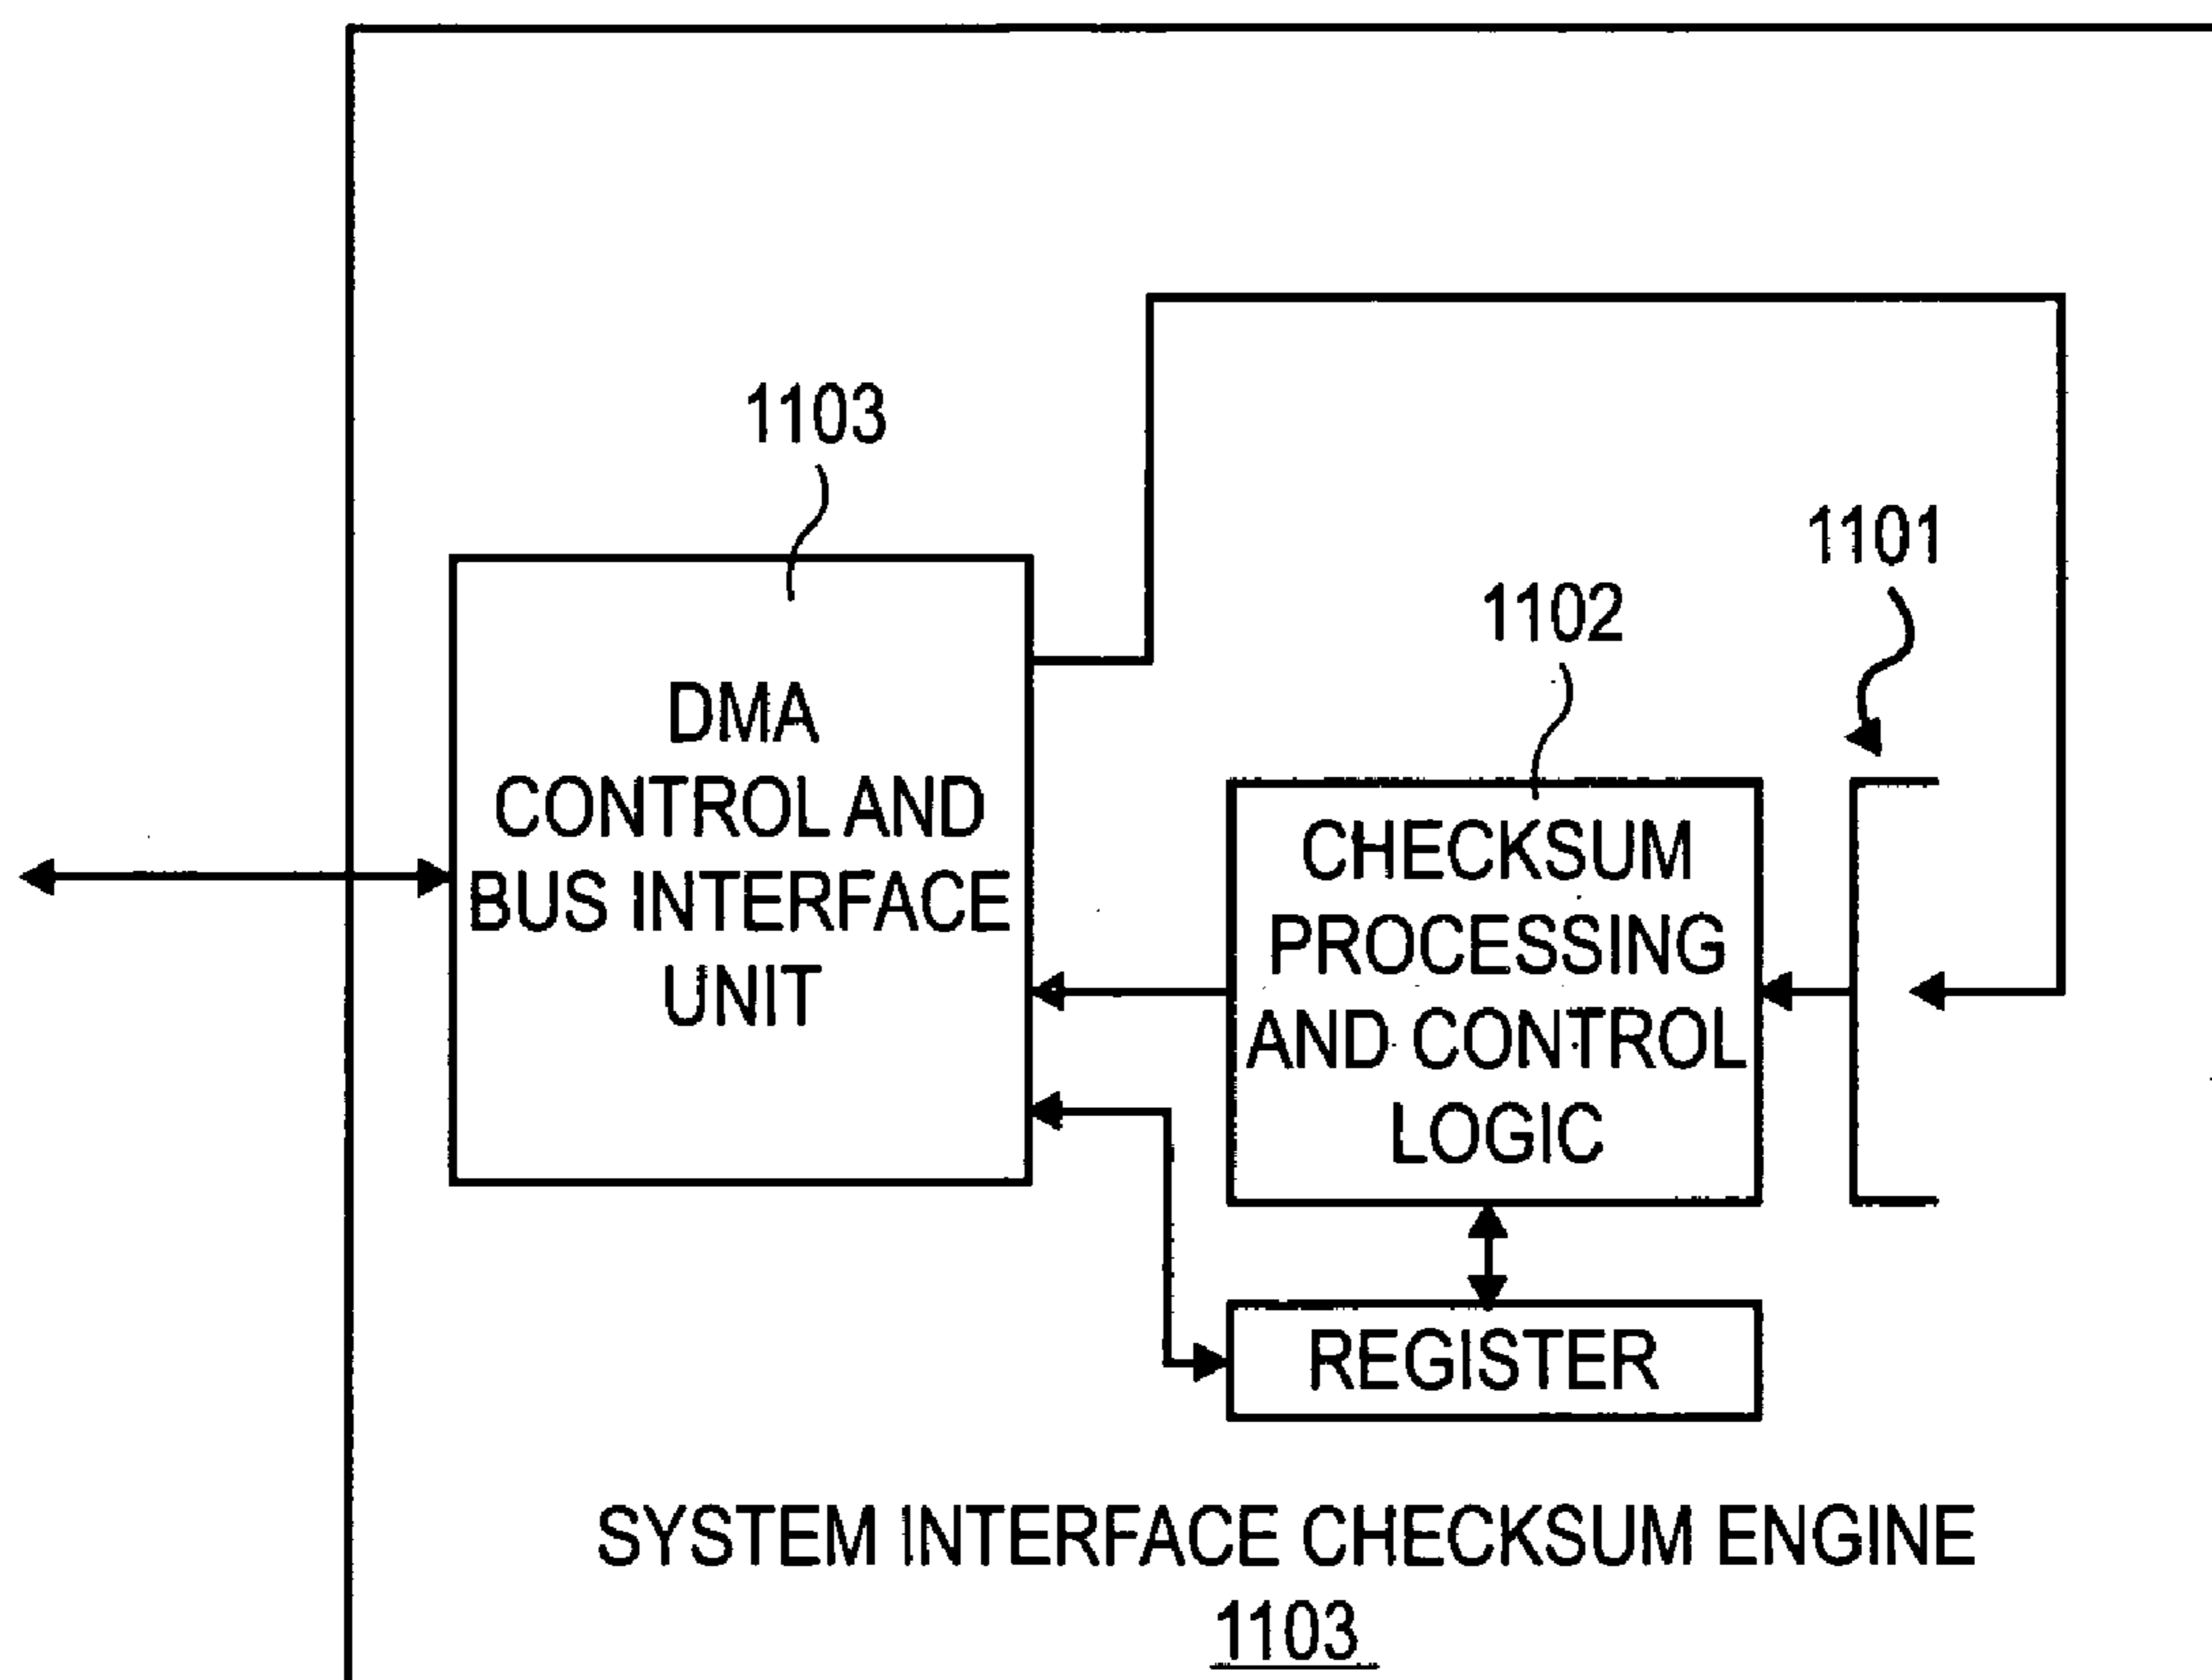 1103
1101
1102
DMA
CONTROL AND
BUS INTERFACE
UNIT
CHECKSUM
PROCESSING
AND CONTROL
LOGIC
REGISTER
SYSTEM INTERFACE CHECKSUM ENGINE
1103